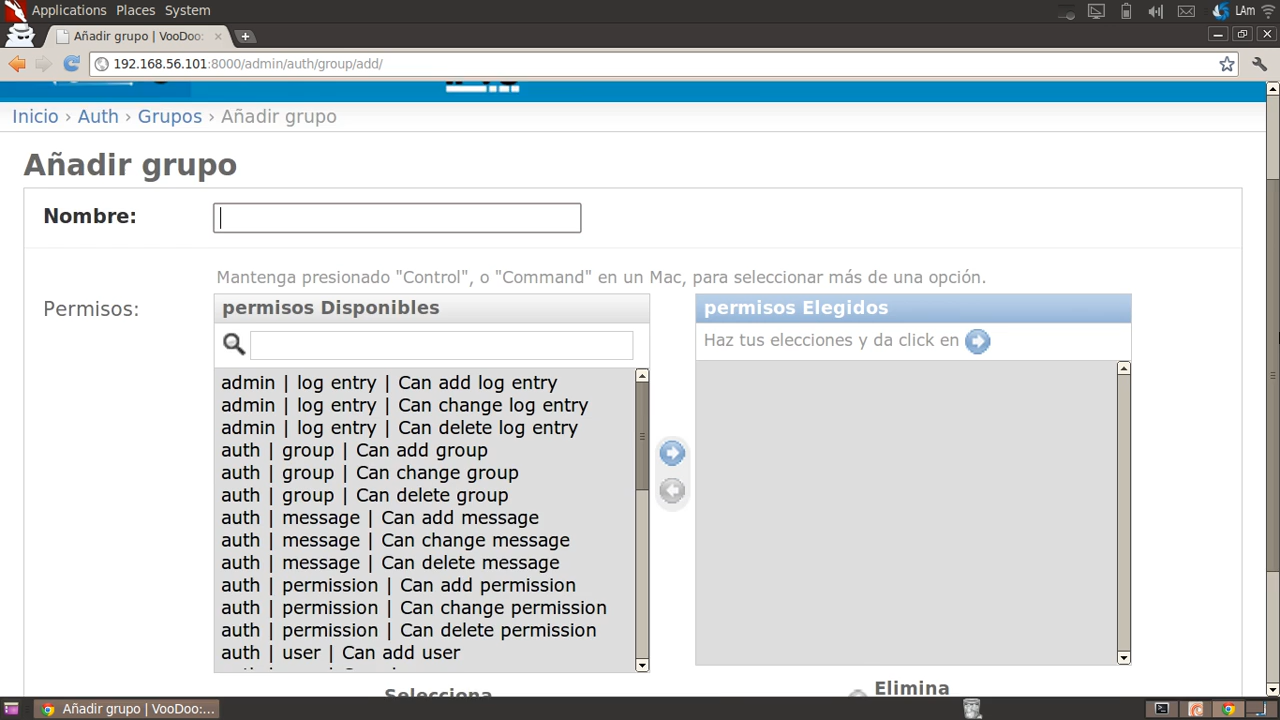 Applications Places System LAm
Añadir grupo | VooDoo:
192.168.56.101:8000/admin/auth/group/add/
Inicio › Auth › Grupos › Añadir grupo
Añadir grupo
Nombre:
Mantenga presionado "Control", o "Command" en un Mac, para seleccionar más de una opción.
Permisos:
permisos Disponibles
permisos Elegidos
Haz tus elecciones y da click en
admin | log entry | Can add log entry
admin | log entry | Can change log entry
admin | log entry | Can delete log entry
auth | group | Can add group
auth | group | Can change group
auth | group | Can delete group
auth | message | Can add message
auth | message | Can change message
auth | message | Can delete message
auth | permission | Can add permission
auth | permission | Can change permission
auth | permission | Can delete permission
auth | user | Can add user
Selecciona
Elimina
Añadir grupo | VooDoo:...